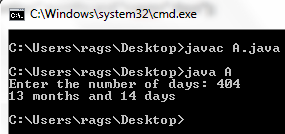 C:\Windows\system32\cmd.exe
C:\Users\rags\Desktop>javac A.java
C:\Users\rags\Desktop>java A
Enter the number of days: 404
13 months and 14 days
C:\Users\rags\Desktop>